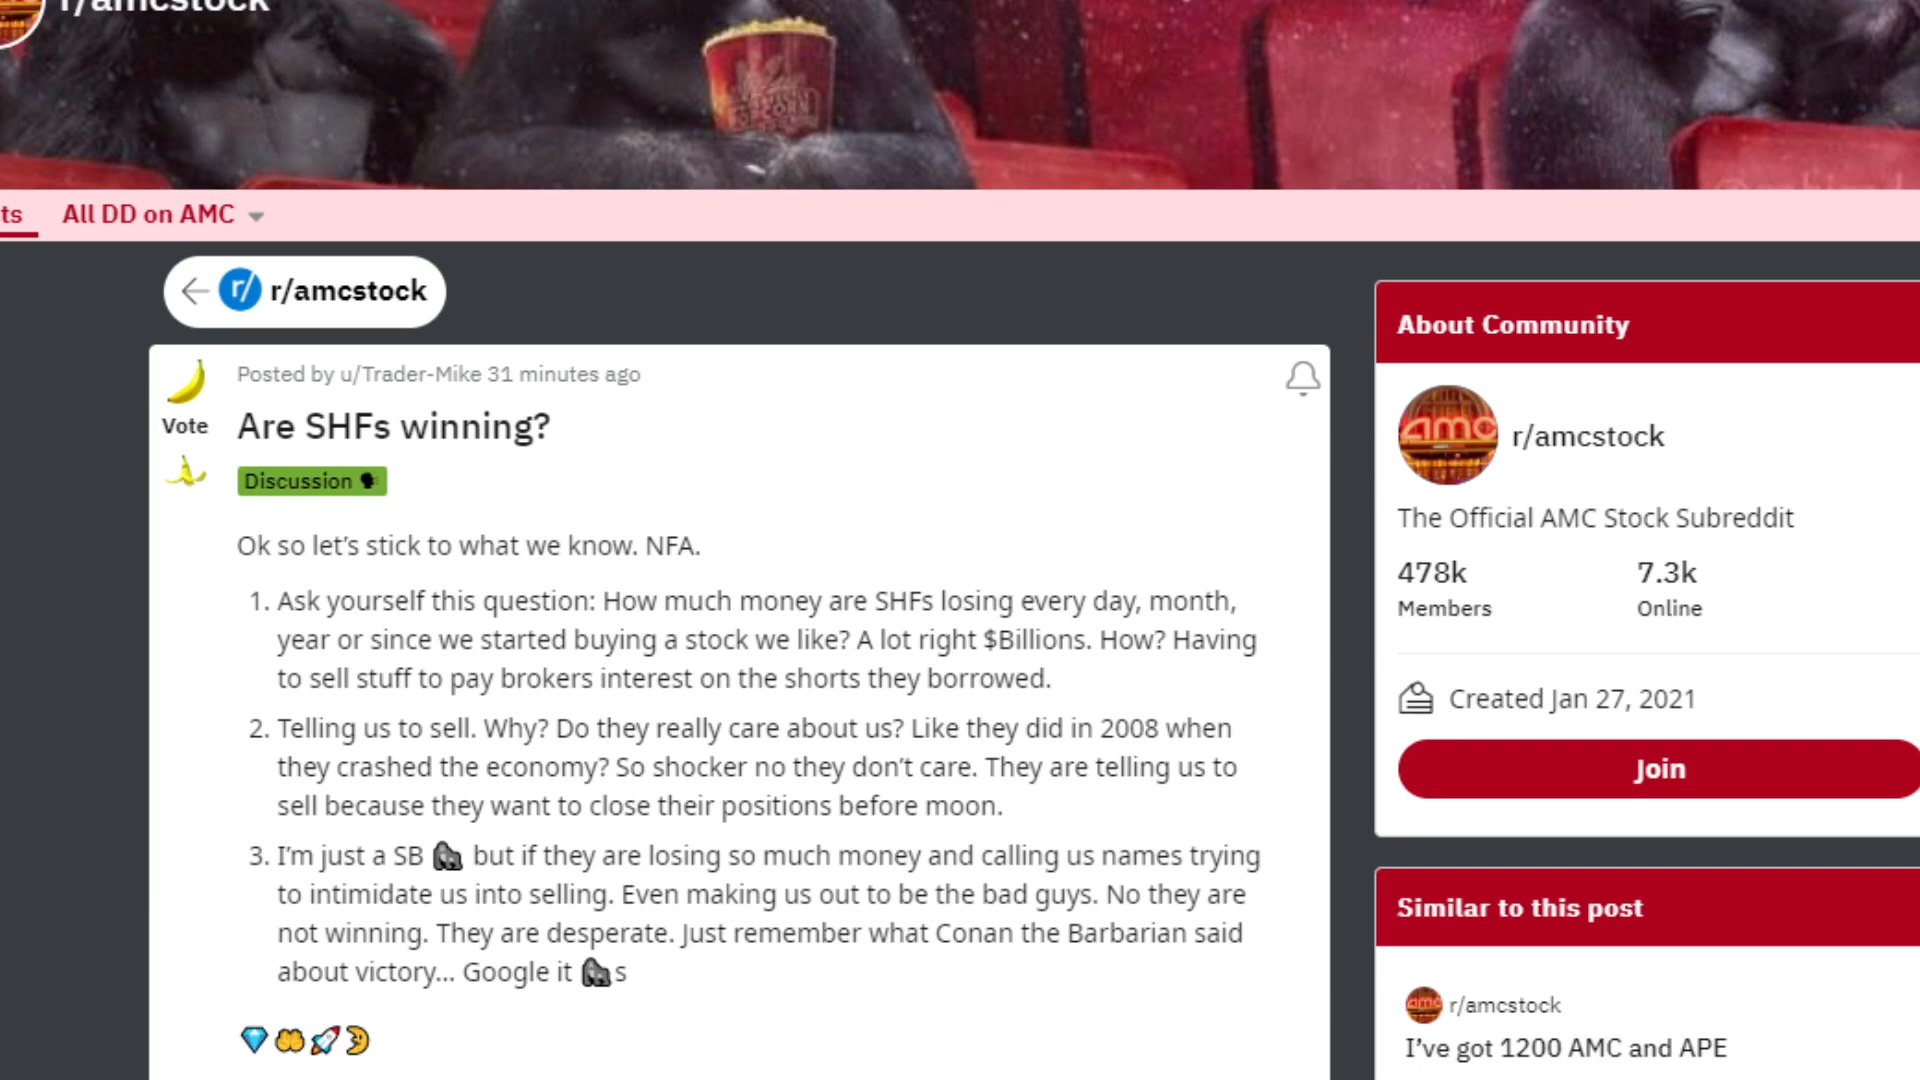 r/amcstock
ts All DD on AMC
r/ r/amcstock
Posted by u/Trader-Mike 31 minutes ago
Vote
Are SHFs winning?
Discussion 🗣
Ok so let’s stick to what we know. NFA.
1. Ask yourself this question: How much money are SHFs losing every day, month,
year or since we started buying a stock we like? A lot right $Billions. How? Having
to sell stuff to pay brokers interest on the shorts they borrowed.
2. Telling us to sell. Why? Do they really care about us? Like they did in 2008 when
they crashed the economy? So shocker no they don’t care. They are telling us to
sell because they want to close their positions before moon.
3. I’m just a SB 🦍 but if they are losing so much money and calling us names trying
to intimidate us into selling. Even making us out to be the bad guys. No they are
not winning. They are desperate. Just remember what Conan the Barbarian said
about victory... Google it 🦍s
💎🤲🚀🌛
About Community
amc
r/amcstock
The Official AMC Stock Subreddit
478k 7.3k
Members Online
Created Jan 27, 2021
Join
Similar to this post
amc r/amcstock
I’ve got 1200 AMC and APE